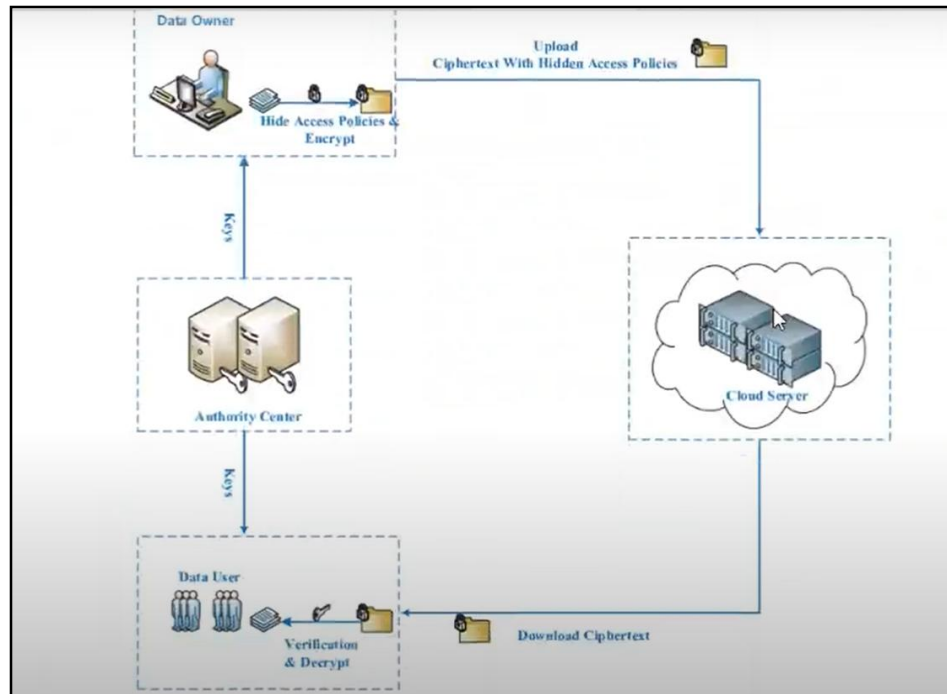 Data Owner
Upload
Ciphertext With Hidden Access Policies
Hide Access Policies &
Encrypt
Keys
Authority Center
Cloud Server
Keys
Data User
Verification
& Decrypt
Download Ciphertext